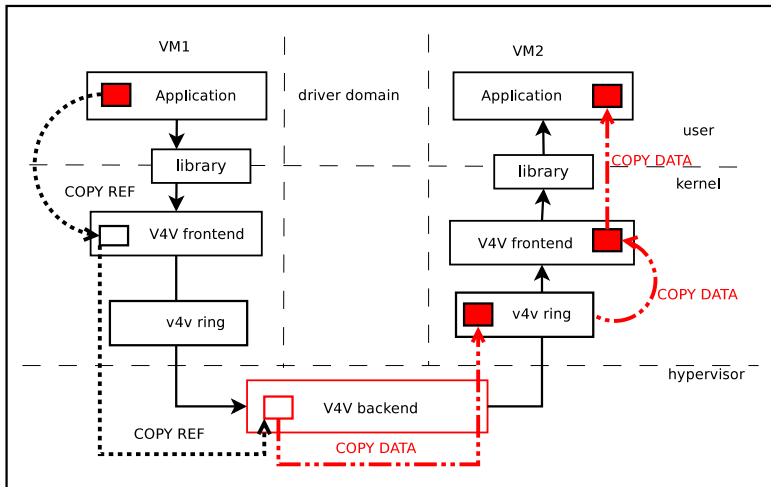 VM1
VM2
Application
driver domain
Application
user
library
COPY DATA
library
kernel
COPY REF
V4V frontend
V4V frontend
COPY DATA
v4v ring
v4v ring
hypervisor
V4V backend
COPY REF
COPY DATA